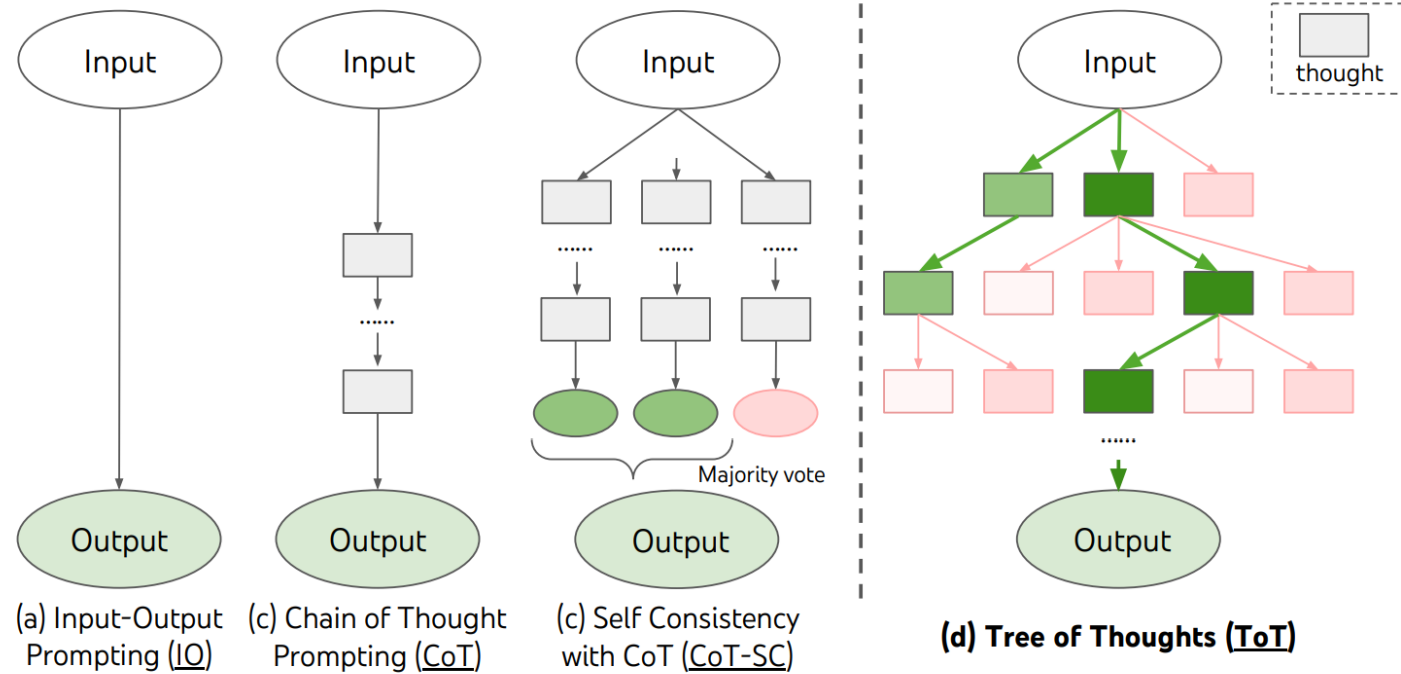 Input
Input
Input
Input
thought
......
......
......
......
......
Majority vote
Output
Output
Output
Output
(a) Input-Output
Prompting (IO)
(c) Chain of Thought
Prompting (CoT)
(c) Self Consistency
with CoT (CoT-SC)
(d) Tree of Thoughts (ToT)